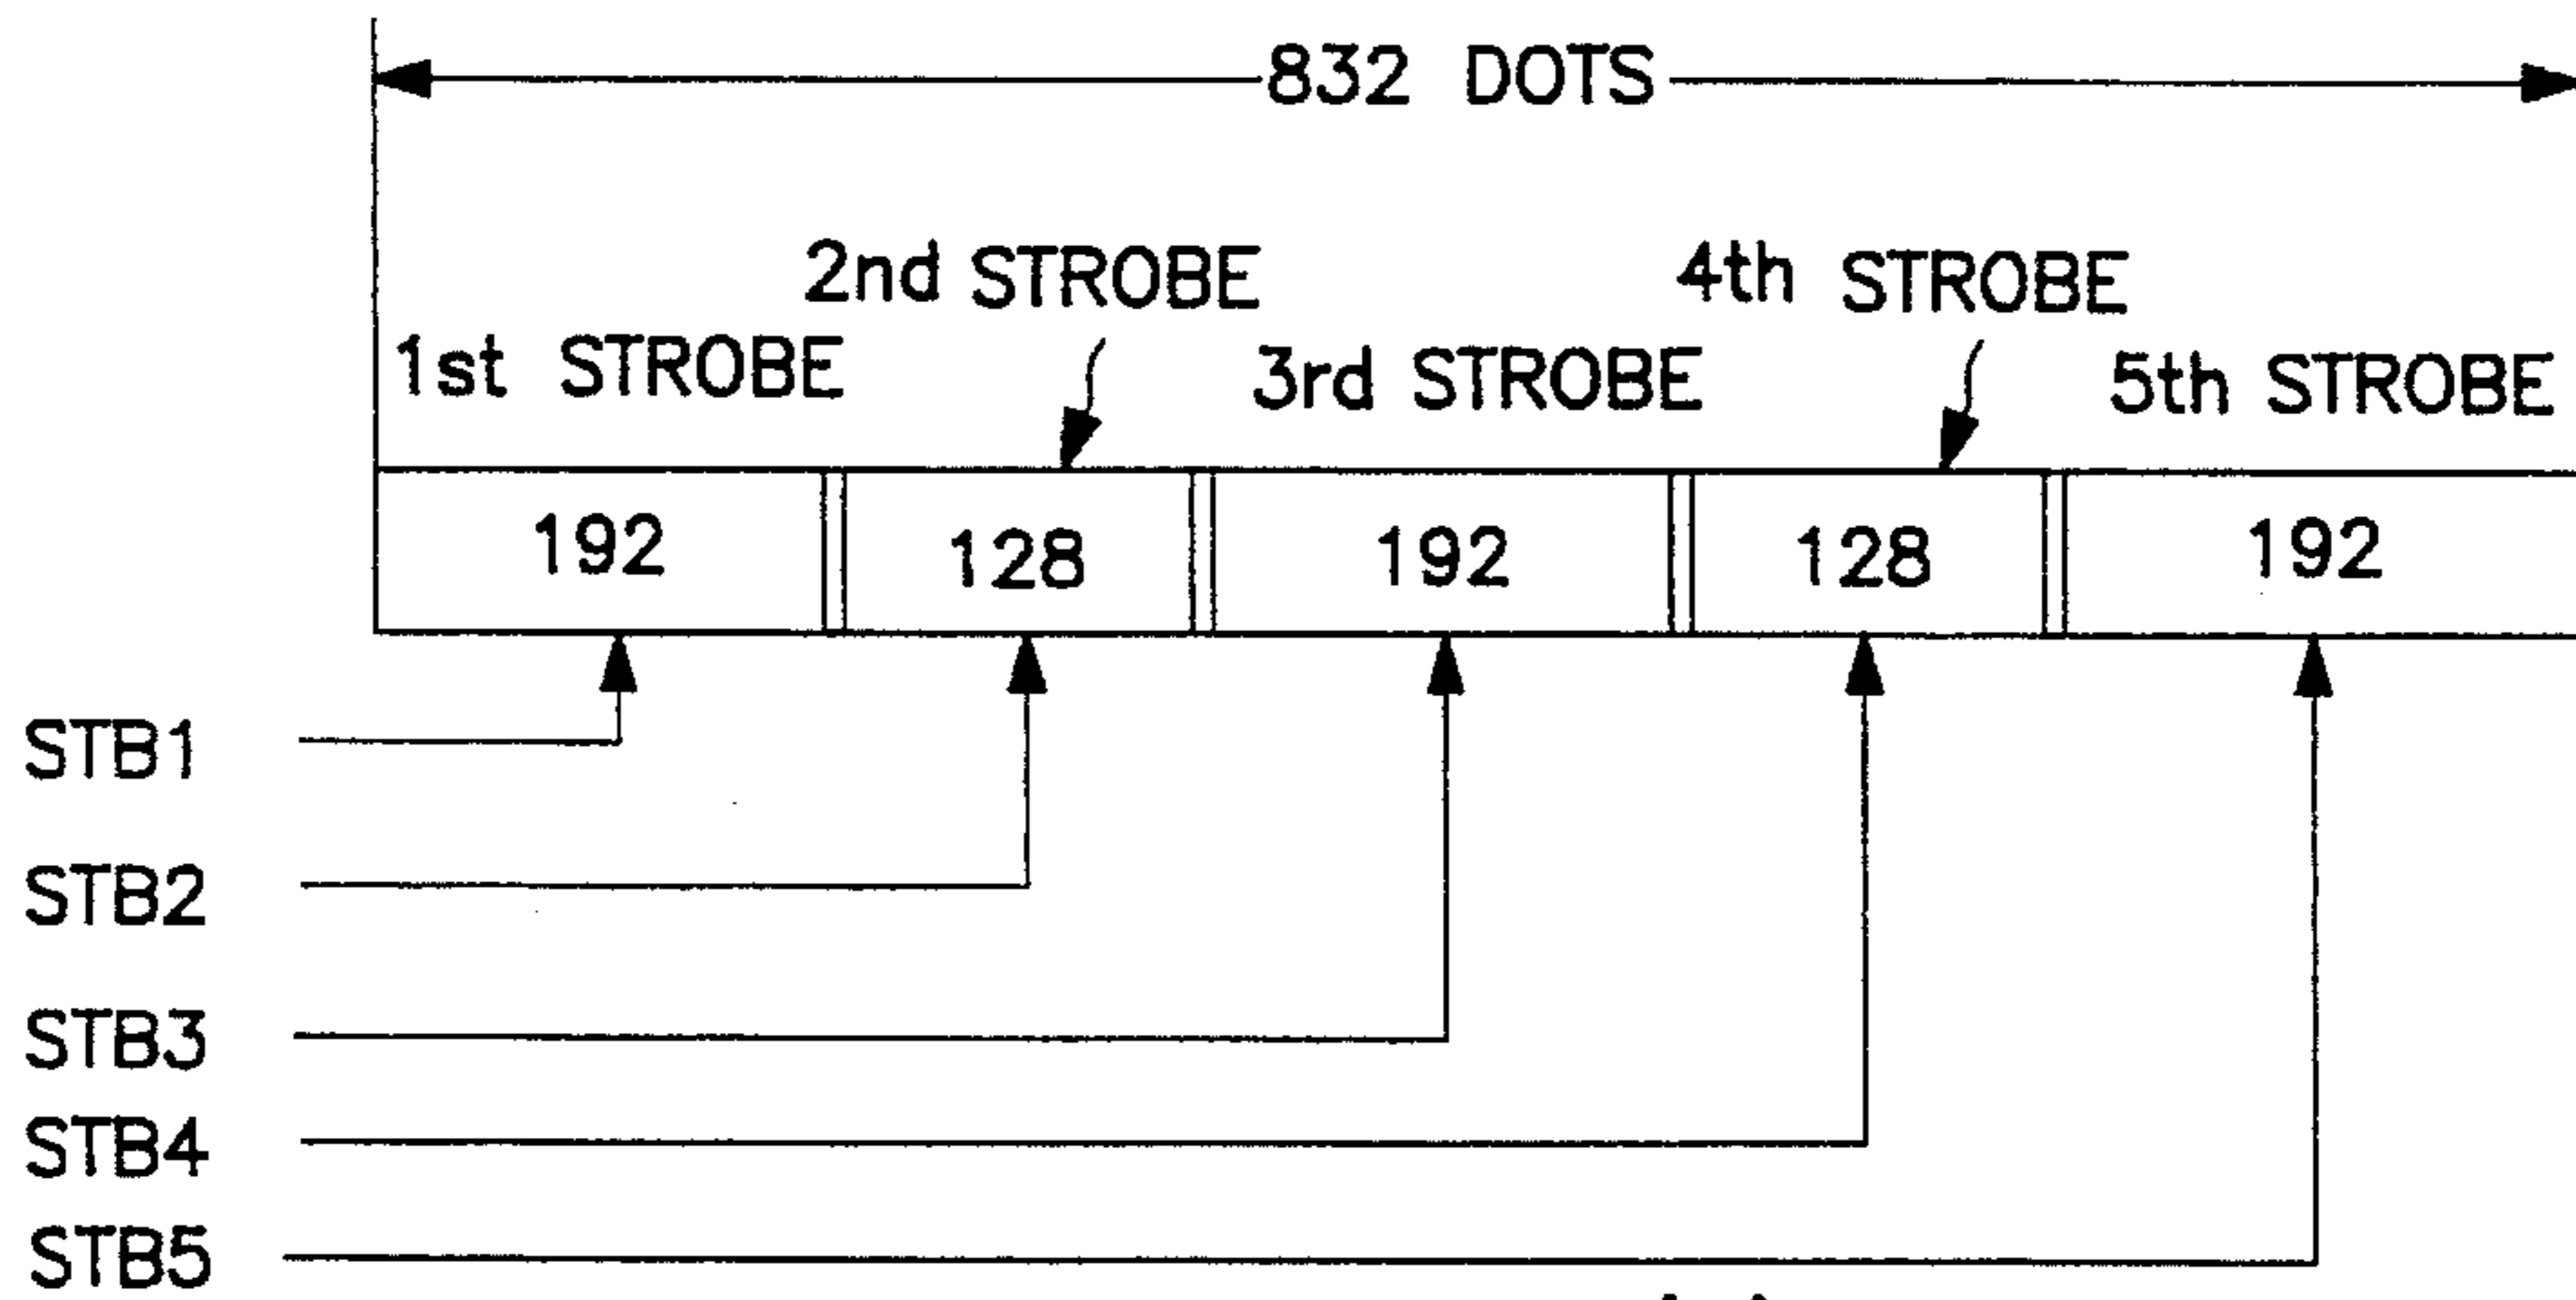 832 DOTS
2nd STROBE
4th STROBE
1st STROBE
3rd STROBE
5th STROBE
192
128
192
128
192
STB1
STB2
STB3
STB4
STB5